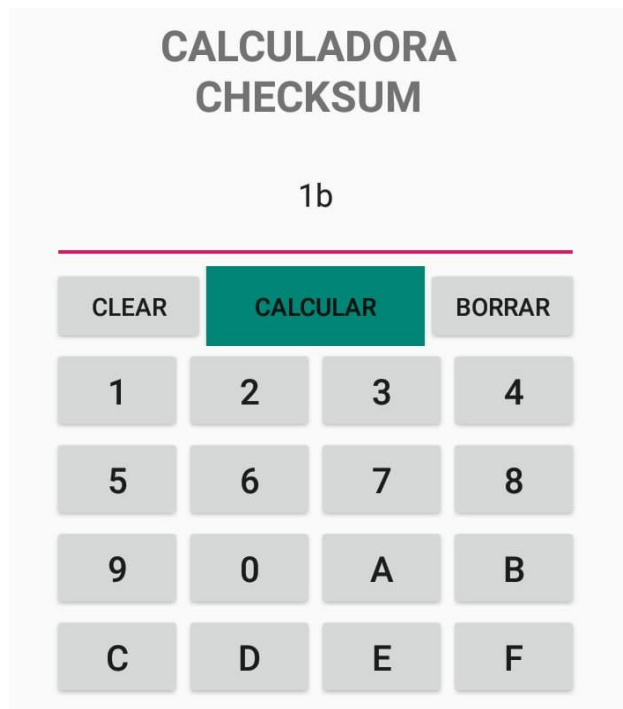 CALCULADORA
CHECKSUM
1b
CLEAR CALCULAR BORRAR
1 2 3 4
5 6 7 8
9 0 A B
C D E F